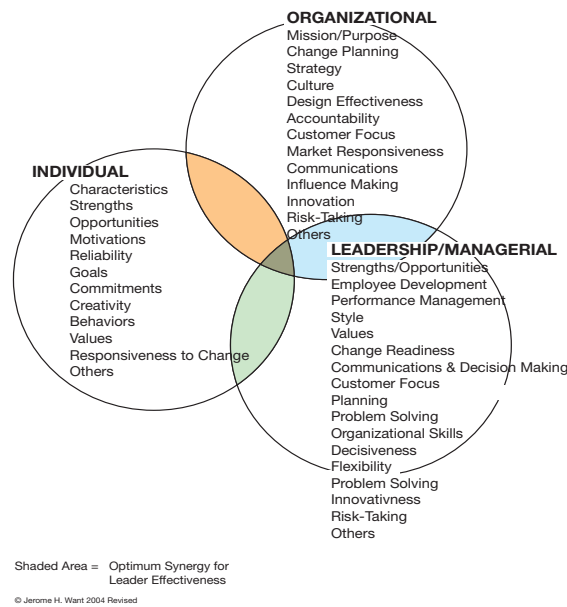 ORGANIZATIONAL
Mission/Purpose
Change Planning
Strategy
Culture
Design Effectiveness
Accountability
Customer Focus
Market Responsiveness
Communications
Influence Making
Innovation
Risk-Taking
Others
INDIVIDUAL
Characteristics
Strengths
Opportunities
Motivations
Reliability
Goals
Commitments
Creativity
Behaviors
Values
Responsiveness to Change
Others
LEADERSHIP/MANAGERIAL
Strengths/Opportunities
Employee Development
Performance Management
Style
Values
Change Readiness
Communications & Decision Making
Customer Focus
Planning
Problem Solving
Organizational Skills
Decisiveness
Flexibility
Problem Solving
Innovativness
Risk-Taking
Others
Shaded Area = Optimum Synergy for
Leader Effectiveness
© Jerome H. Want 2004 Revised